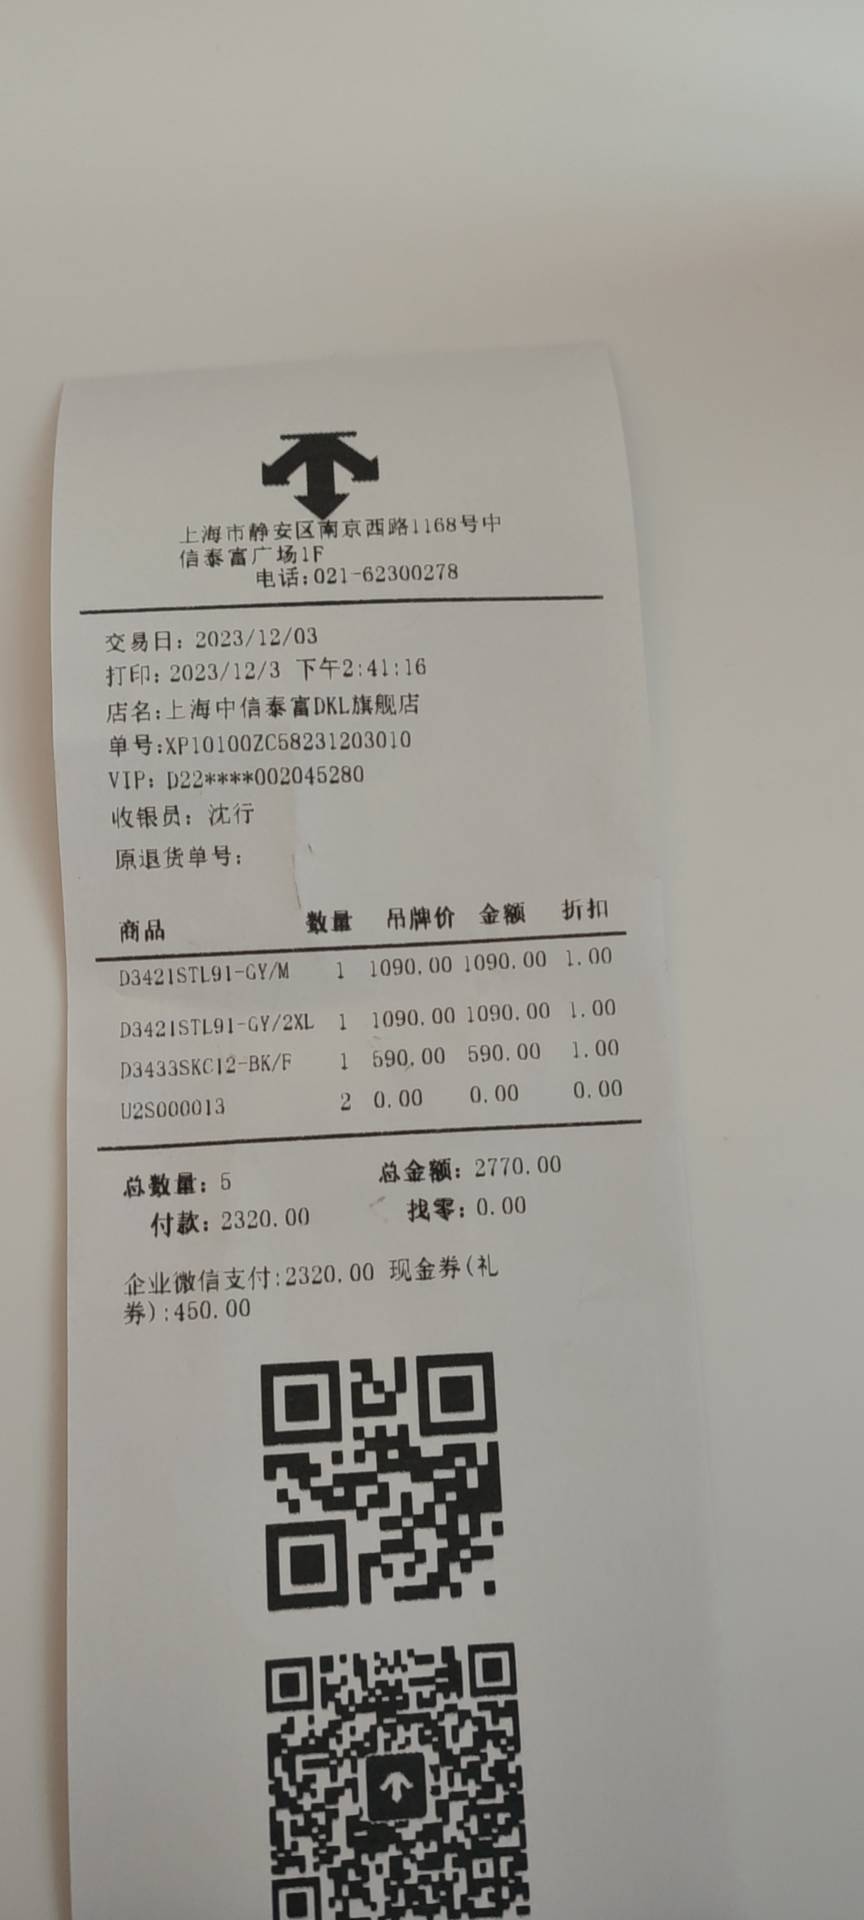 上海市静安区南京西路1168号中
信泰富广场1F
电话:021-62300278
交易日: 2023/12/03
打印: 2023/12/3 下午2:41:16
店名:上海中信泰富DKL旗舰店
单号:XP10100ZC58231203010
VIP: D22****002045280
收银员: 沈行
原退货单号:
商品 数量 吊牌价 金额 折扣
D3421STL91-GY/M 1 1090.00 1090.00 1.00
D3421STL91-GY/2XL 1 1090.00 1090.00 1.00
D3433SKC12-BK/F 1 590.00 590.00 1.00
U2S000013 2 0.00 0.00 0.00
总数量: 5 总金额: 2770.00
付款: 2320.00 找零: 0.00
企业微信支付:2320.00 现金券(礼
券):450.00